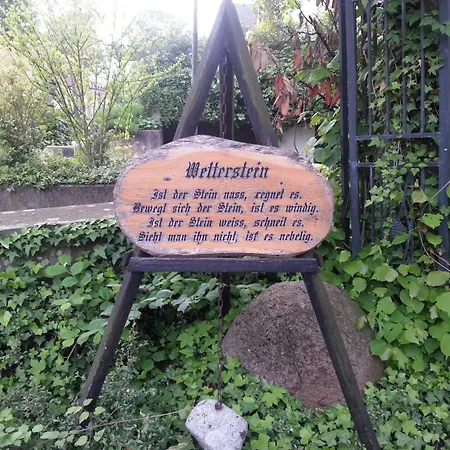 Wetterstein
Ist der Stein nass, regnet es.
Bewegt sich der Stein, ist es windig.
Ist der Stein weiss, schneit es.
Sieht man ihn nicht, ist es nebelig.